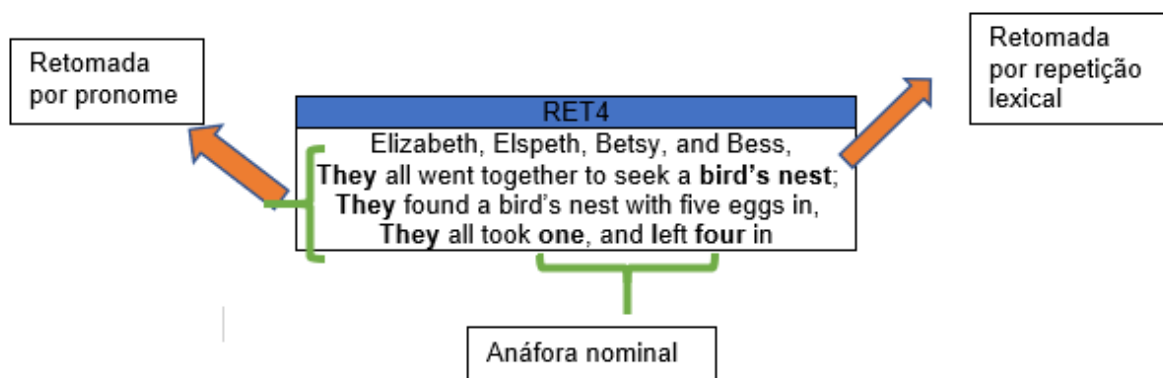 Retomada
por pronome
Retomada
por repetição
lexical
RET4
Elizabeth, Elspeth, Betsy, and Bess,
They all went together to seek a bird's nest;
They found a bird's nest with five eggs in,
They all took one, and left four in
Anáfora nominal